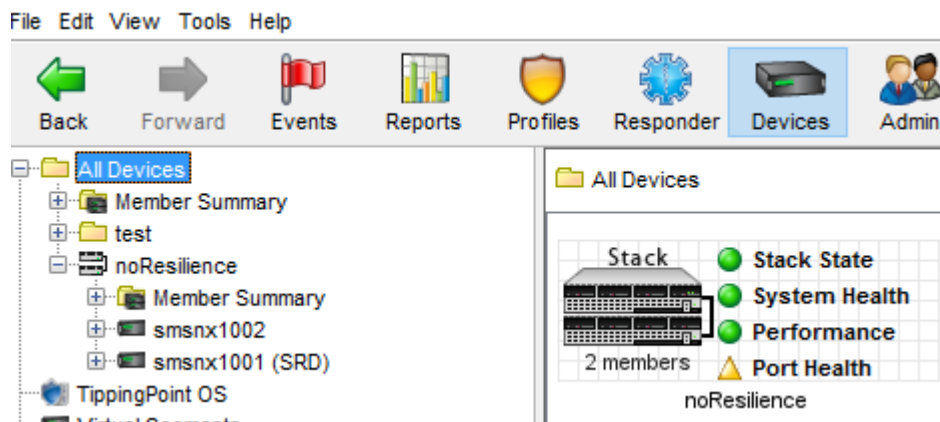 File Edit View Tools Help
Back Forward Events Reports Profiles Responder Devices Admin
All Devices
Member Summary
test
noResilience
Member Summary
smsnx1002
smsnx1001 (SRD)
TippingPoint OS
Virtual Segments
All Devices
Stack
2 members
Stack State
System Health
Performance
Port Health
noResilience